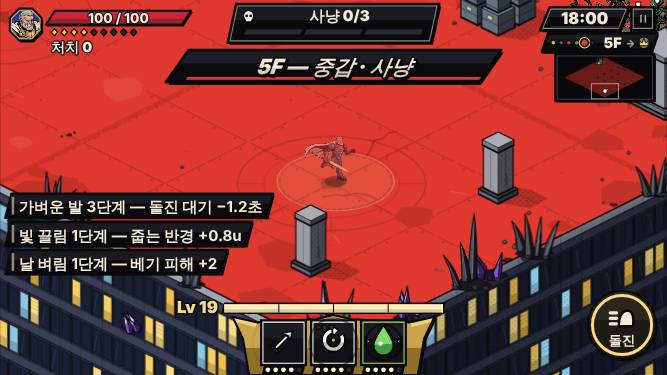 100 / 100
처치 0
사냥 0/3
18:00
5F → 
5F — 중갑 · 사냥
가벼운 발 3단계 — 돌진 대기 −1.2초
빛 끌림 1단계 — 줍는 반경 +0.8u
날 벼림 1단계 — 베기 피해 +2
Lv 19
돌진